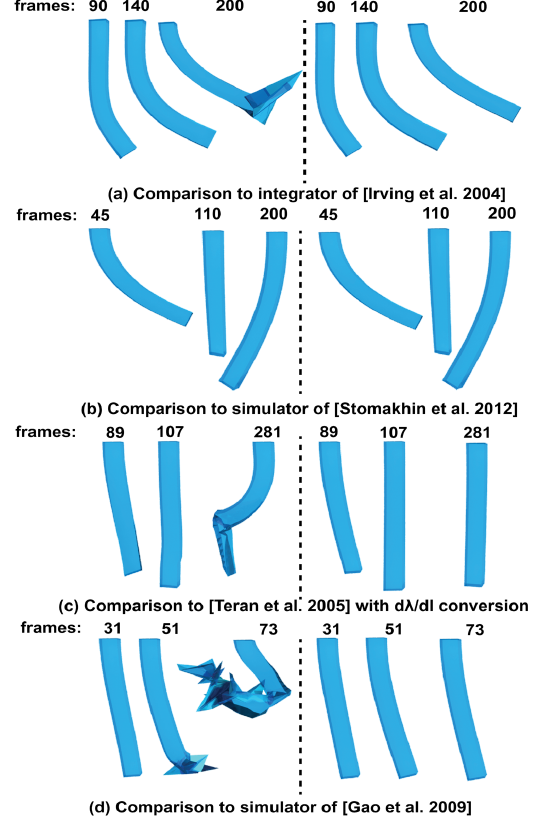 frames: 90 140 200 90 140 200
(a) Comparison to integrator of [Irving et al. 2004]
frames: 45 110 200 45 110 200
(b) Comparison to simulator of [Stomakhin et al. 2012]
frames: 89 107 281 89 107 281
(c) Comparison to [Teran et al. 2005] with dλ/dI conversion
frames: 31 51 73 31 51 73
(d) Comparison to simulator of [Gao et al. 2009]